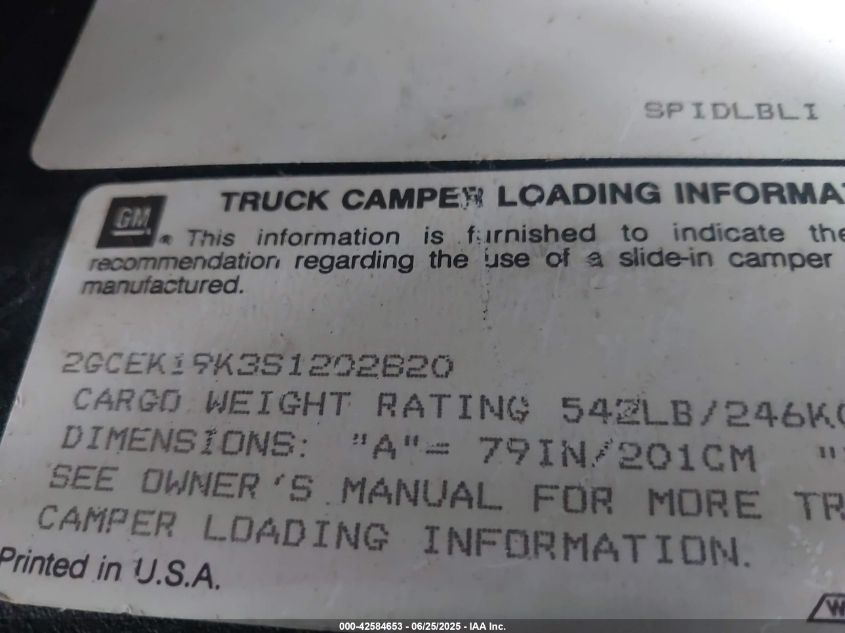 SPIDLBLI
GM
TRUCK CAMPER LOADING INFORMA
® This information is furnished to indicate the
recommendation regarding the use of a slide-in camper
manufactured.
2GCEK19K3S1202820
CARGO WEIGHT RATING 542LB/246KG
DIMENSIONS: "A"= 79IN/201CM "
SEE OWNER'S MANUAL FOR MORE TR
CAMPER LOADING INFORMATION.
Printed in U.S.A.
W
000-42584653 - 06/25/2025 - IAA Inc.